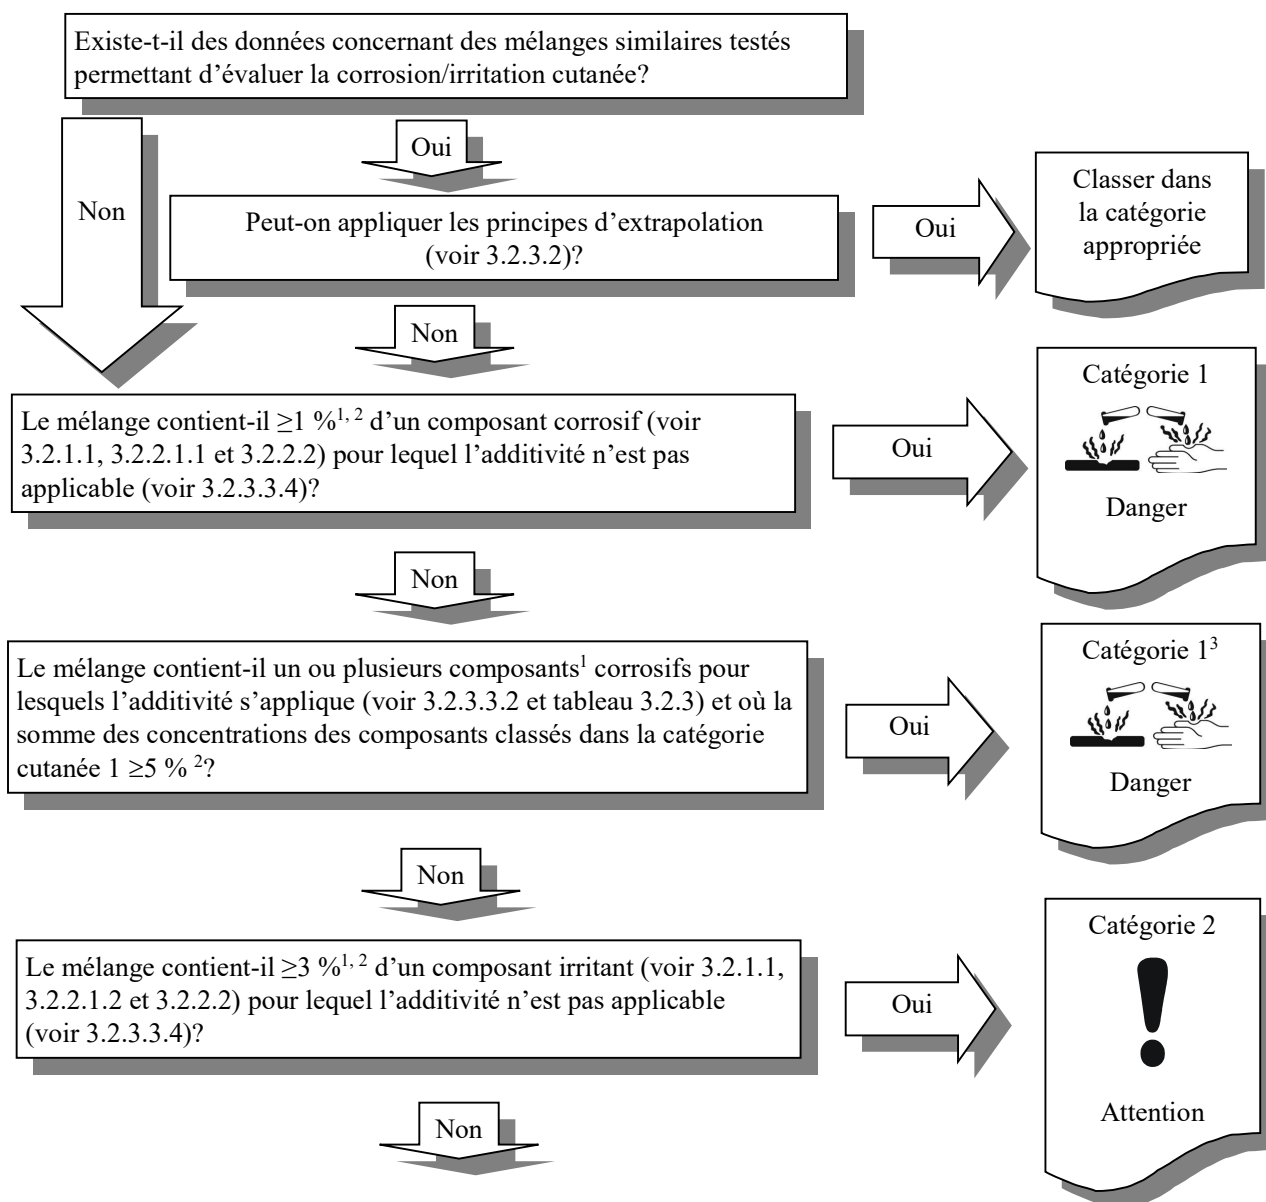 Existe-t-il des données concernant des mélanges similaires testés
permettant d’évaluer la corrosion/irritation cutanée?
Non
Oui
Peut-on appliquer les principes d’extrapolation
(voir 3.2.3.2)?
Oui
Classer dans
la catégorie
appropriée
Non
Le mélange contient-il ≥1 %1, 2 d’un composant corrosif (voir
3.2.1.1, 3.2.2.1.1 et 3.2.2.2) pour lequel l’additivité n’est pas
applicable (voir 3.2.3.3.4)?
Oui
Catégorie 1
Danger
Non
Le mélange contient-il un ou plusieurs composants1 corrosifs pour
lesquels l’additivité s’applique (voir 3.2.3.3.2 et tableau 3.2.3) et où la
somme des concentrations des composants classés dans la catégorie
cutanée 1 ≥5 % 2?
Oui
Catégorie 13
Danger
Non
Le mélange contient-il ≥3 %1, 2 d’un composant irritant (voir 3.2.1.1,
3.2.2.1.2 et 3.2.2.2) pour lequel l’additivité n’est pas applicable
(voir 3.2.3.3.4)?
Oui
Catégorie 2
Attention
Non